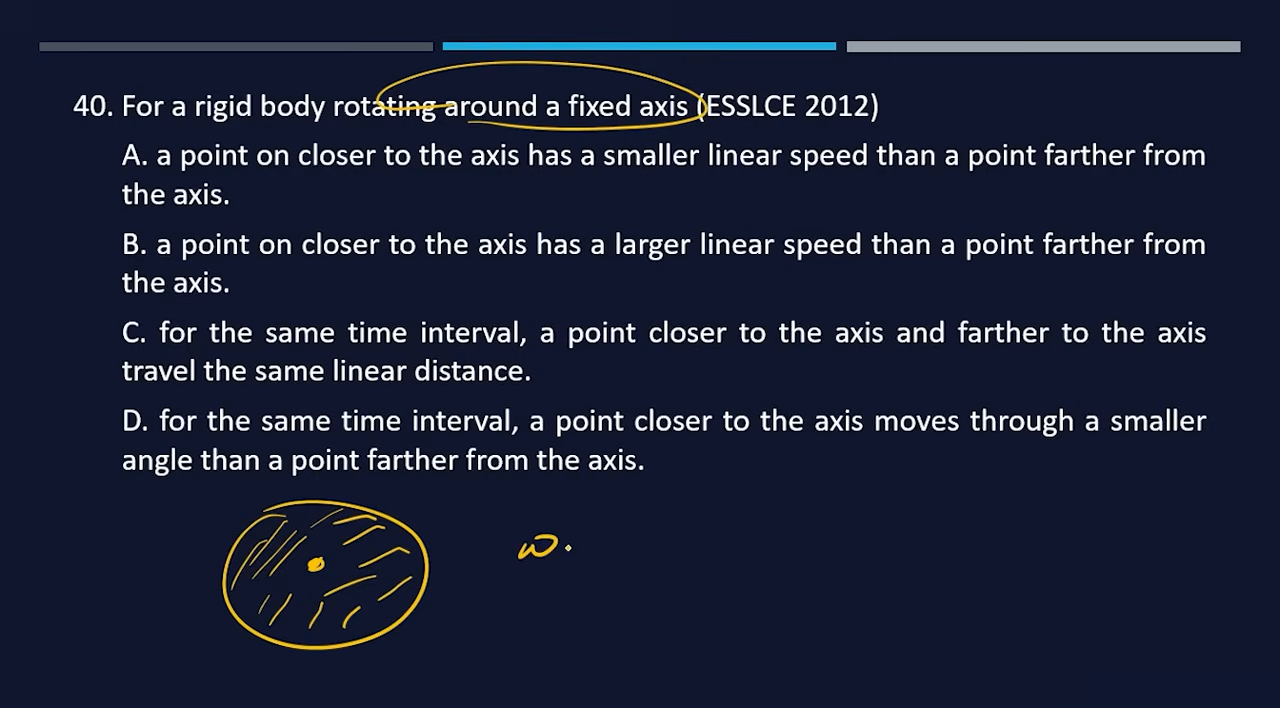 40. For a rigid body rotating around a fixed axis (ESSLCE 2012)
A. a point on closer to the axis has a smaller linear speed than a point farther from
the axis.
B. a point on closer to the axis has a larger linear speed than a point farther from
the axis.
C. for the same time interval, a point closer to the axis and farther to the axis
travel the same linear distance.
D. for the same time interval, a point closer to the axis moves through a smaller
angle than a point farther from the axis.
ω